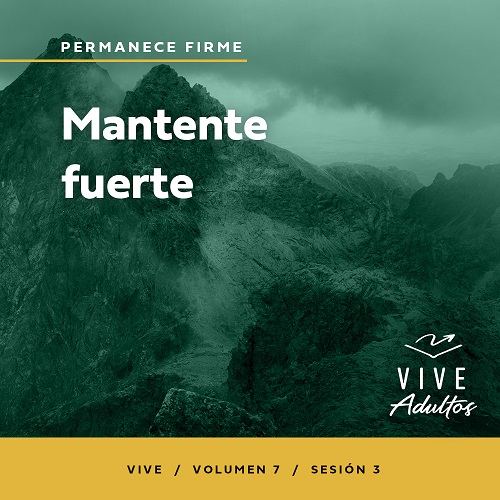 PERMANECE FIRME
Mantente
fuerte
VIVE
Adultos
VIVE / VOLUMEN 7 / SESIÓN 3